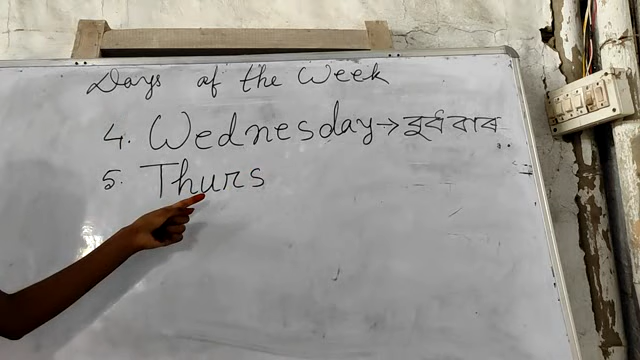 Days of the Week
4. Wednesday → বুধবাৰ
5. Thurs